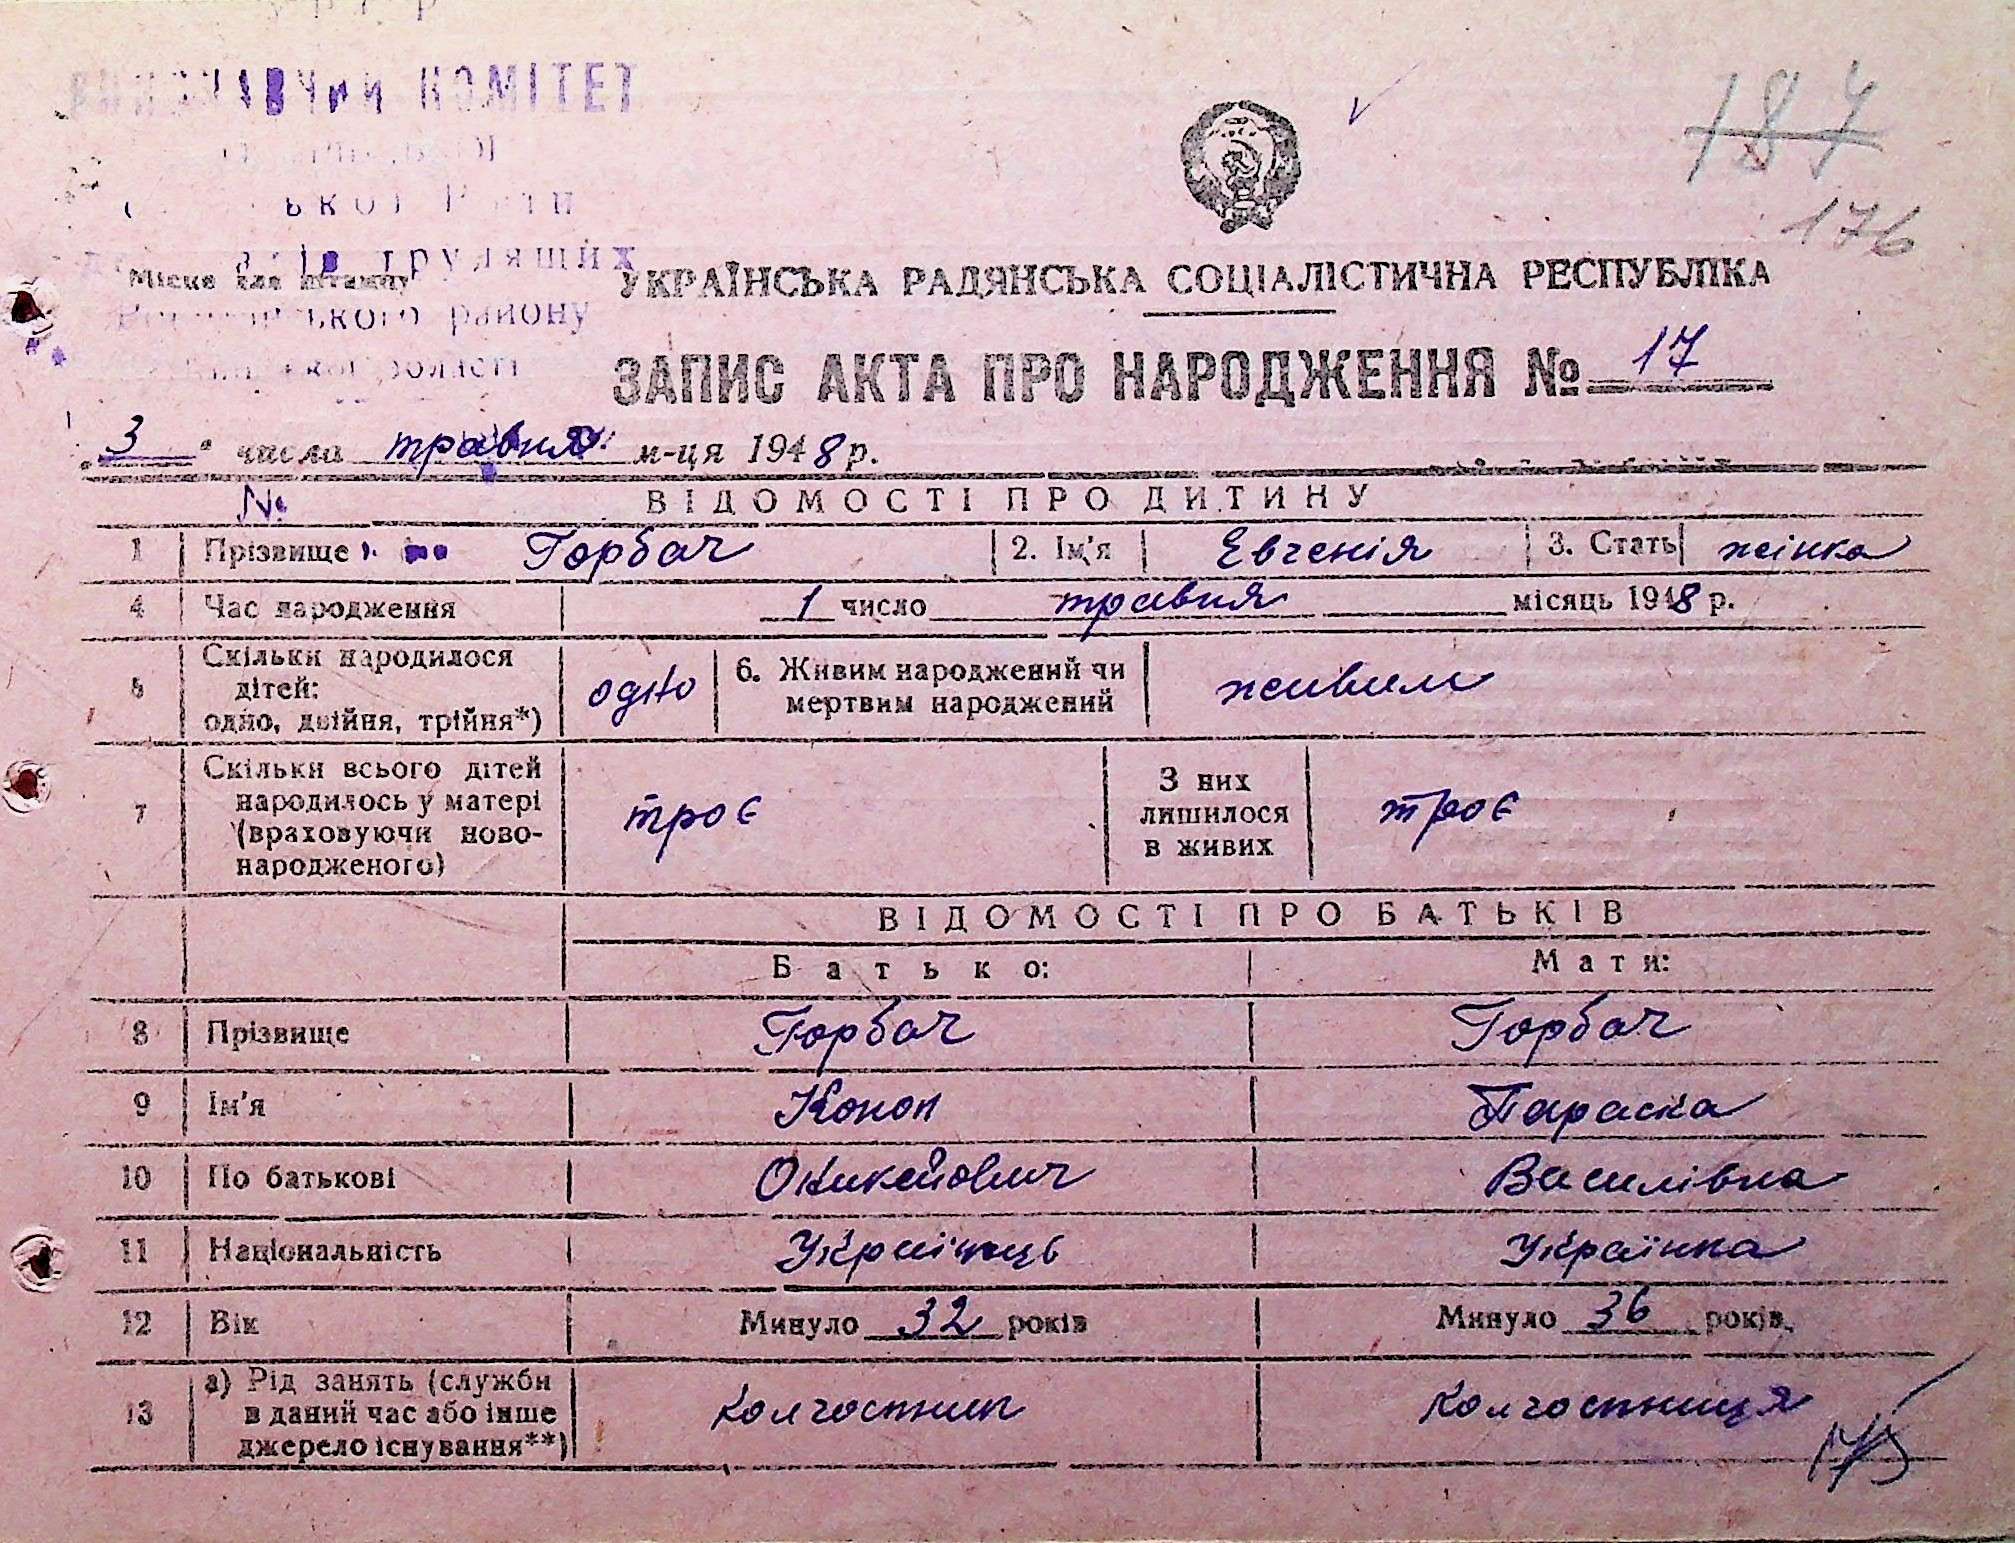 КОМІТЕТ
трудящих
району
області
187
176
Місце для штампу
УКРАЇНСЬКА РАДЯНСЬКА СОЦІАЛІСТИЧНА РЕСПУБЛІКА
ЗАПИС АКТА ПРО НАРОДЖЕННЯ № 17
3 числа травня м-ця 1948 р.
№
ВІДОМОСТІ ПРО ДИТИНУ
1 Прізвище Горбач 2. Ім'я Евгенія 3. Стать жінка
4 Час народження 1 число травня місяць 1948 р.
5 Скільки народилося дітей: одно, двійня, трійня*) одно 6. Живим народжений чи мертвим народжений живим
7 Скільки всього дітей народилось у матері (враховуючи новонародженого) троє З них лишилося в живих троє
ВІДОМОСТІ ПРО БАТЬКІВ
Батько: Мати:
8 Прізвище Горбач Горбач
9 Ім'я Конон Параска
10 По батькові Василівна
11 Національність Українець Українка
12 Вік Минуло 32 років Минуло 36 років.
13 а) Рід занять (служби в даний час або інше джерело існування**) колгоспник колгоспниця
175